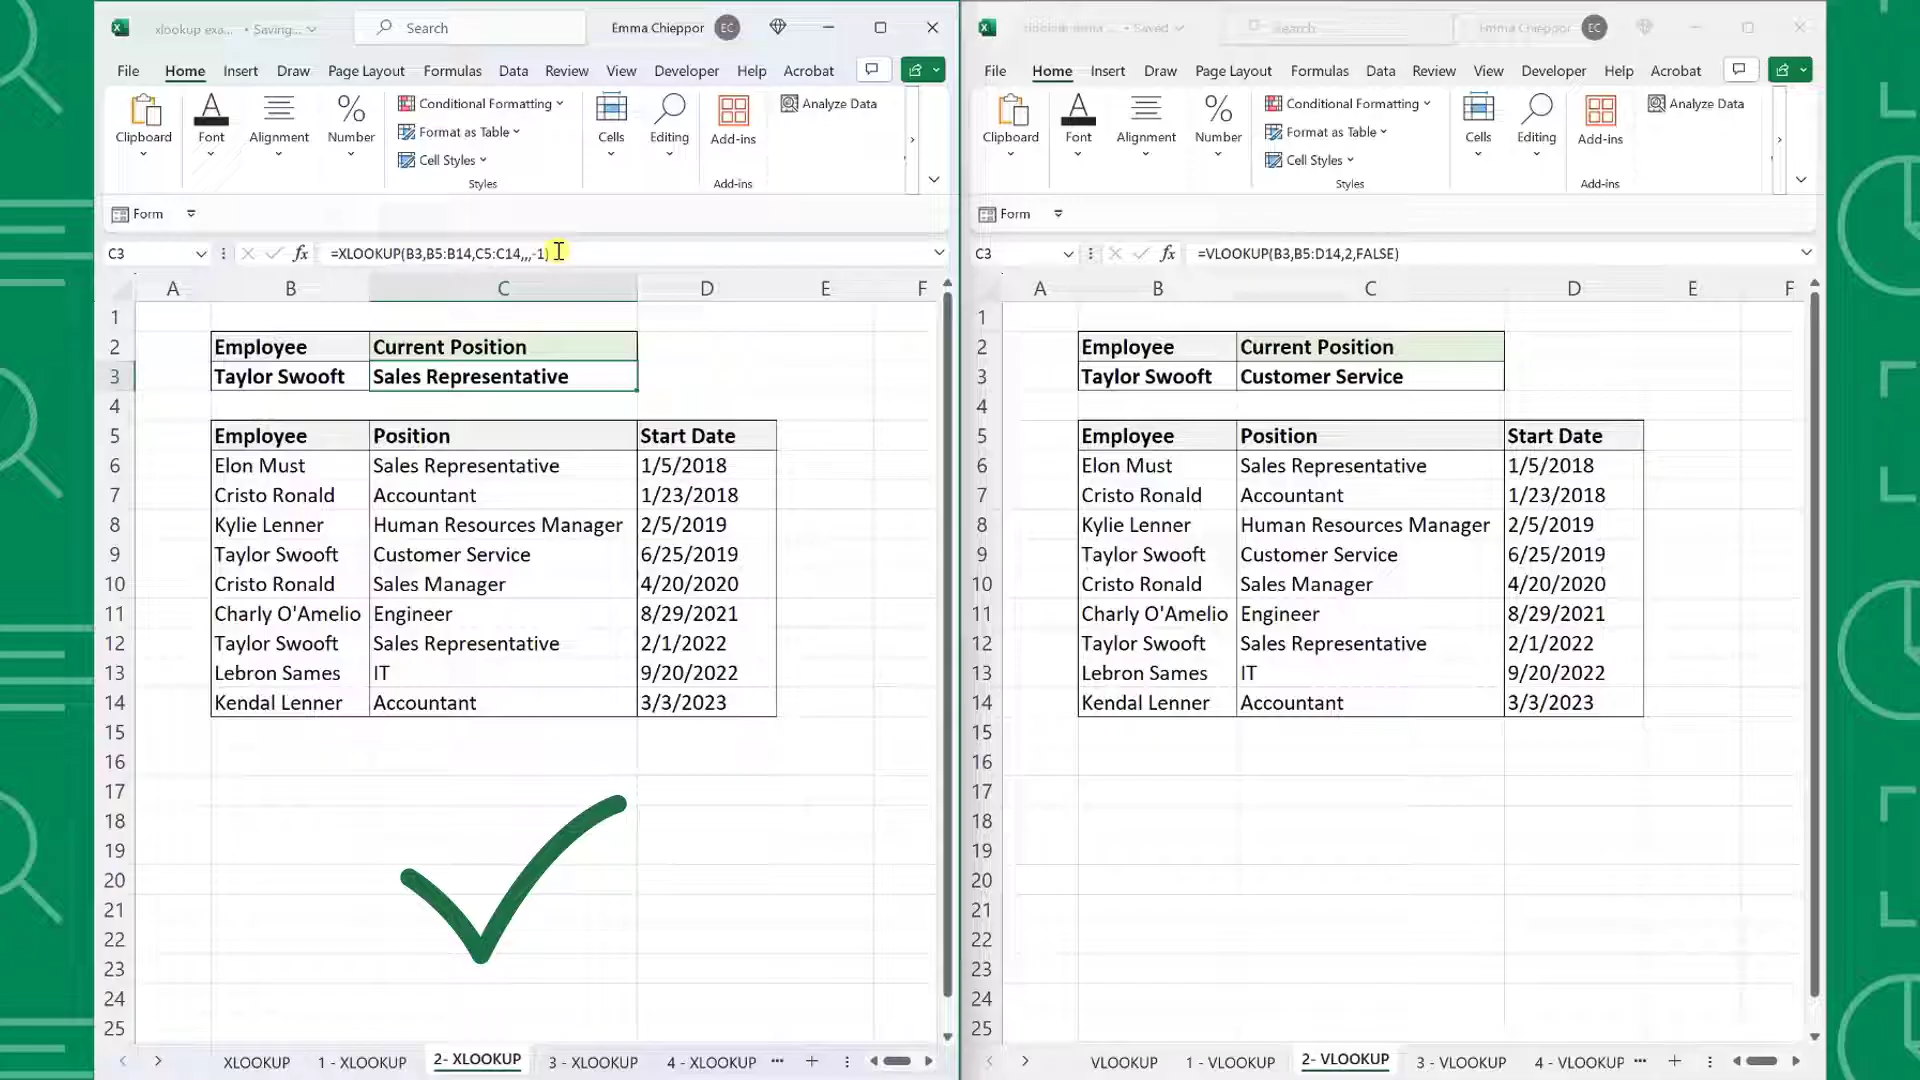 xlookup exa... • Saving...
Search
Emma Chieppor EC
File Home Insert Draw Page Layout Formulas Data Review View Developer Help Acrobat
Clipboard
Font
Alignment
Number
Conditional Formatting
Format as Table
Cell Styles
Styles
Cells
Editing
Add-ins
Add-ins
Analyze Data
Form
C3 fx =XLOOKUP(B3,B5:B14,C5:C14,,,-1)
A B C D E F
1
2 Employee Current Position
3 Taylor Swooft Sales Representative
4
5 Employee Position Start Date
6 Elon Must Sales Representative 1/5/2018
7 Cristo Ronald Accountant 1/23/2018
8 Kylie Lenner Human Resources Manager 2/5/2019
9 Taylor Swooft Customer Service 6/25/2019
10 Cristo Ronald Sales Manager 4/20/2020
11 Charly O'Amelio Engineer 8/29/2021
12 Taylor Swooft Sales Representative 2/1/2022
13 Lebron Sames IT 9/20/2022
14 Kendal Lenner Accountant 3/3/2023
15
16
17
18
19
20
21
22
23
24
25
XLOOKUP 1 - XLOOKUP 2- XLOOKUP 3 - XLOOKUP 4 - XLOOKUP ...
• Saved
Search
Emma Chieppor EC
File Home Insert Draw Page Layout Formulas Data Review View Developer Help Acrobat
Clipboard
Font
Alignment
Number
Conditional Formatting
Format as Table
Cell Styles
Styles
Cells
Editing
Add-ins
Add-ins
Analyze Data
Form
C3 fx =VLOOKUP(B3,B5:D14,2,FALSE)
A B C D E F
1
2 Employee Current Position
3 Taylor Swooft Customer Service
4
5 Employee Position Start Date
6 Elon Must Sales Representative 1/5/2018
7 Cristo Ronald Accountant 1/23/2018
8 Kylie Lenner Human Resources Manager 2/5/2019
9 Taylor Swooft Customer Service 6/25/2019
10 Cristo Ronald Sales Manager 4/20/2020
11 Charly O'Amelio Engineer 8/29/2021
12 Taylor Swooft Sales Representative 2/1/2022
13 Lebron Sames IT 9/20/2022
14 Kendal Lenner Accountant 3/3/2023
15
16
17
18
19
20
21
22
23
24
25
VLOOKUP 1 - VLOOKUP 2- VLOOKUP 3 - VLOOKUP 4 - VLOOKUP ...